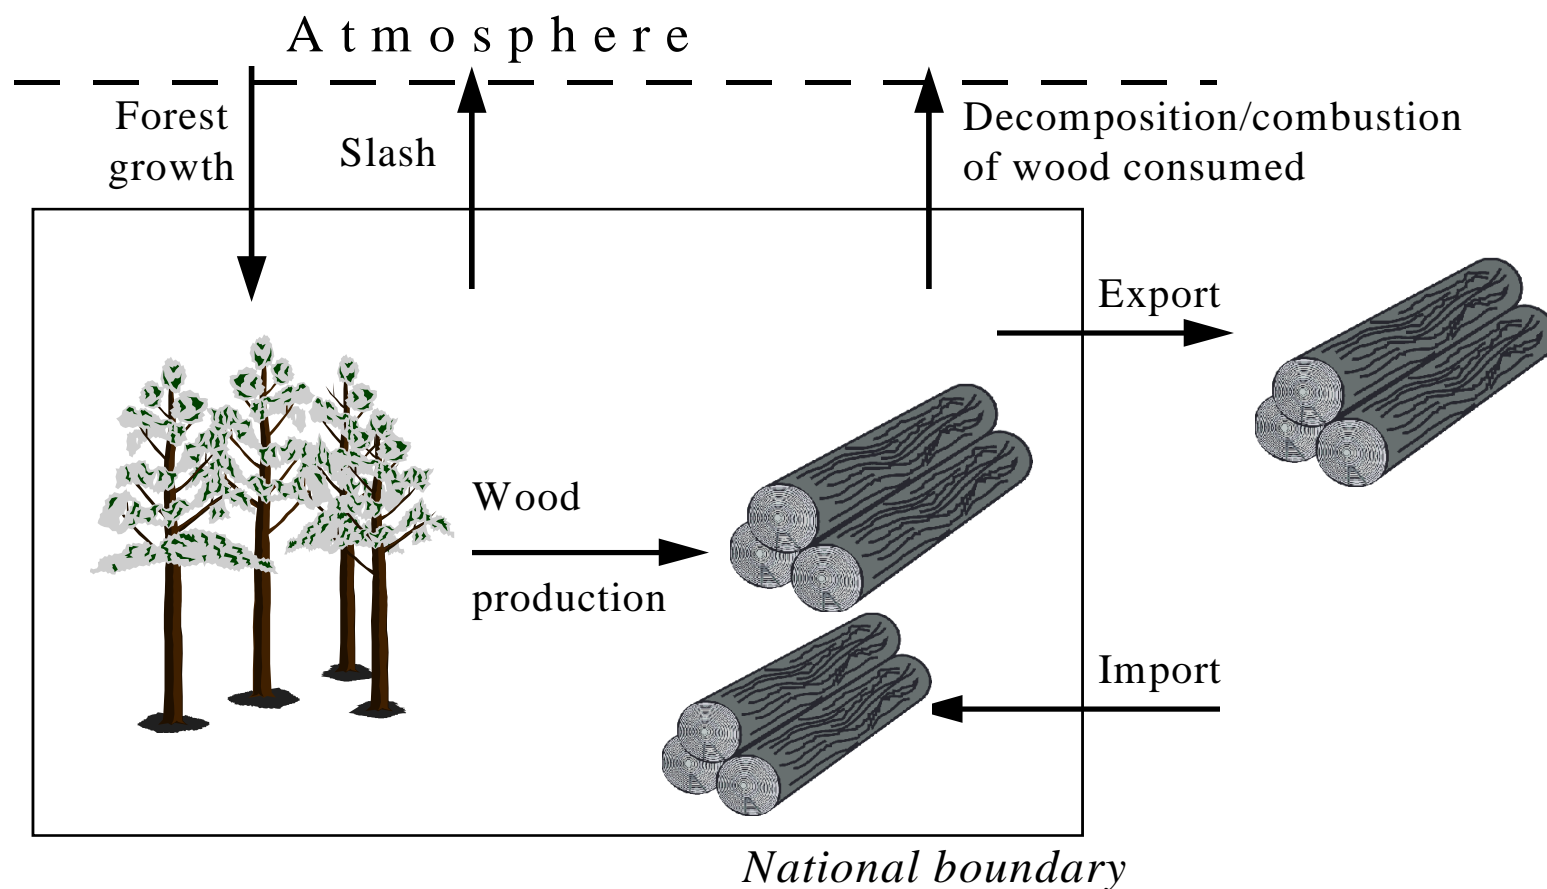 Atmosphere
Forest
growth
Slash
Decomposition/combustion
of wood consumed
Export
Wood
production
Import
National boundary